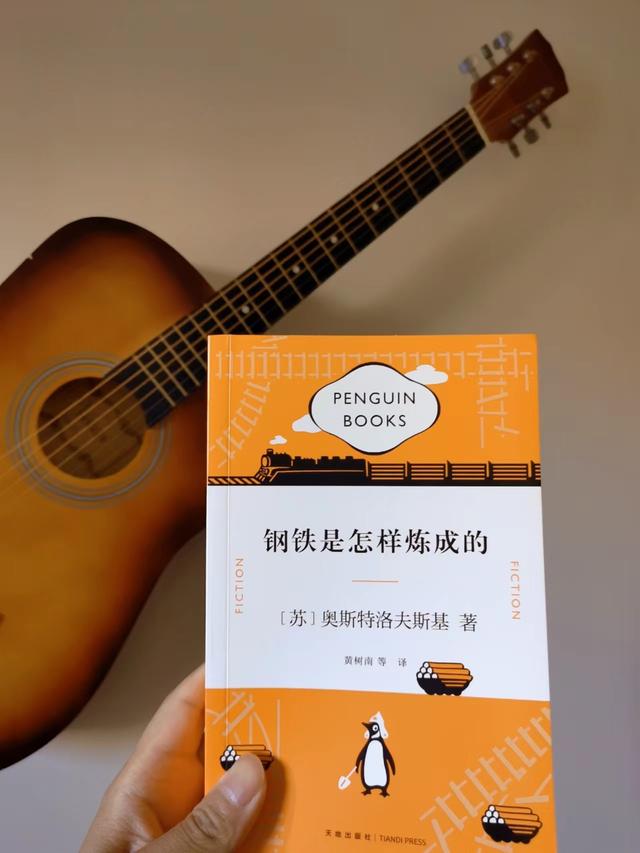 PENGUIN
BOOKS
钢铁是怎样炼成的
FICTION
FICTION
［苏］奥斯特洛夫斯基 著
黄树南 等 译
天地出版社 | TIANDI PRESS